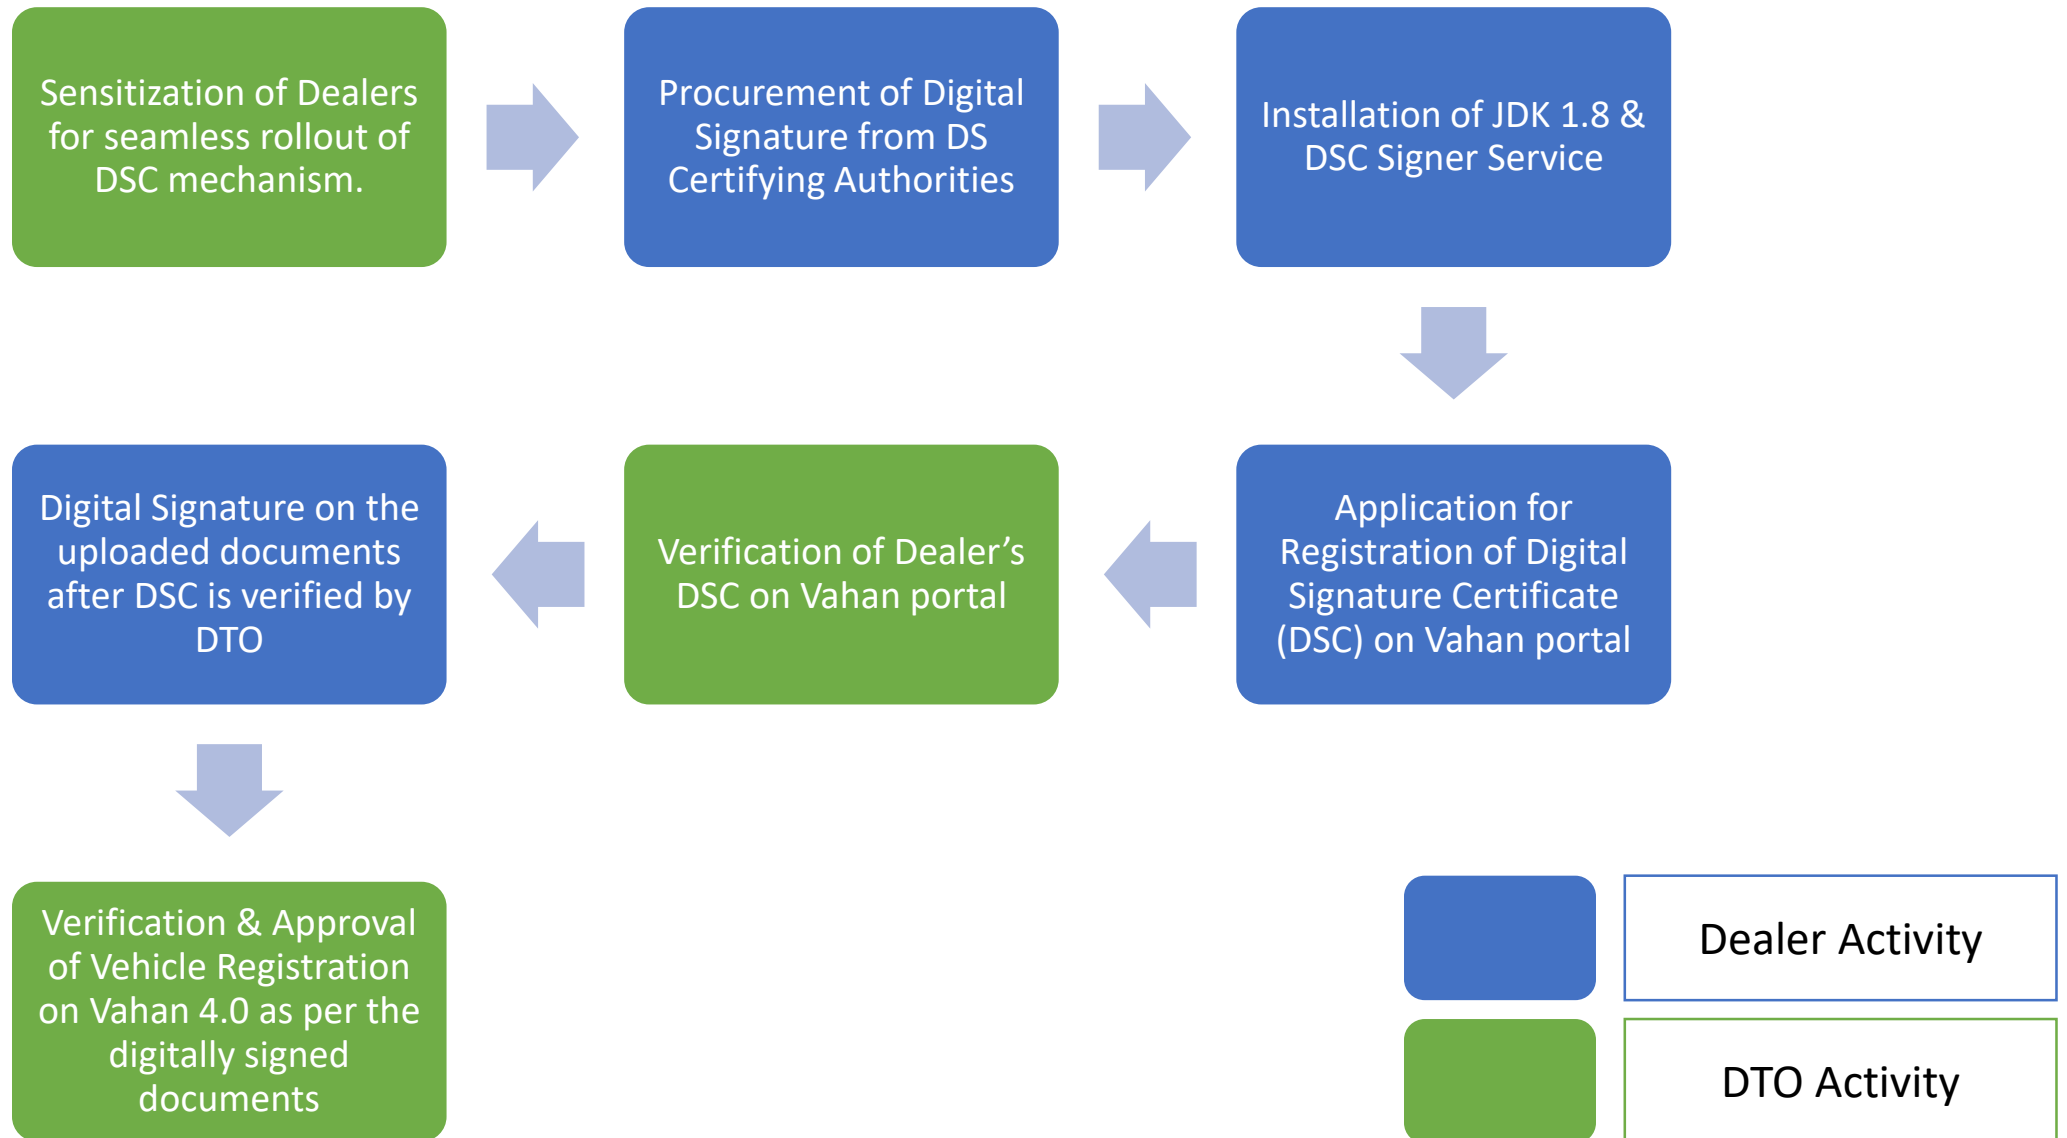 Sensitization of Dealers
for seamless rollout of
DSC mechanism.
Procurement of Digital
Signature from DS
Certifying Authorities
Installation of JDK 1.8 &
DSC Signer Service
Application for
Registration of Digital
Signature Certificate
(DSC) on Vahan portal
Verification of Dealer’s
DSC on Vahan portal
Digital Signature on the
uploaded documents
after DSC is verified by
DTO
Verification & Approval
of Vehicle Registration
on Vahan 4.0 as per the
digitally signed
documents
Dealer Activity
DTO Activity